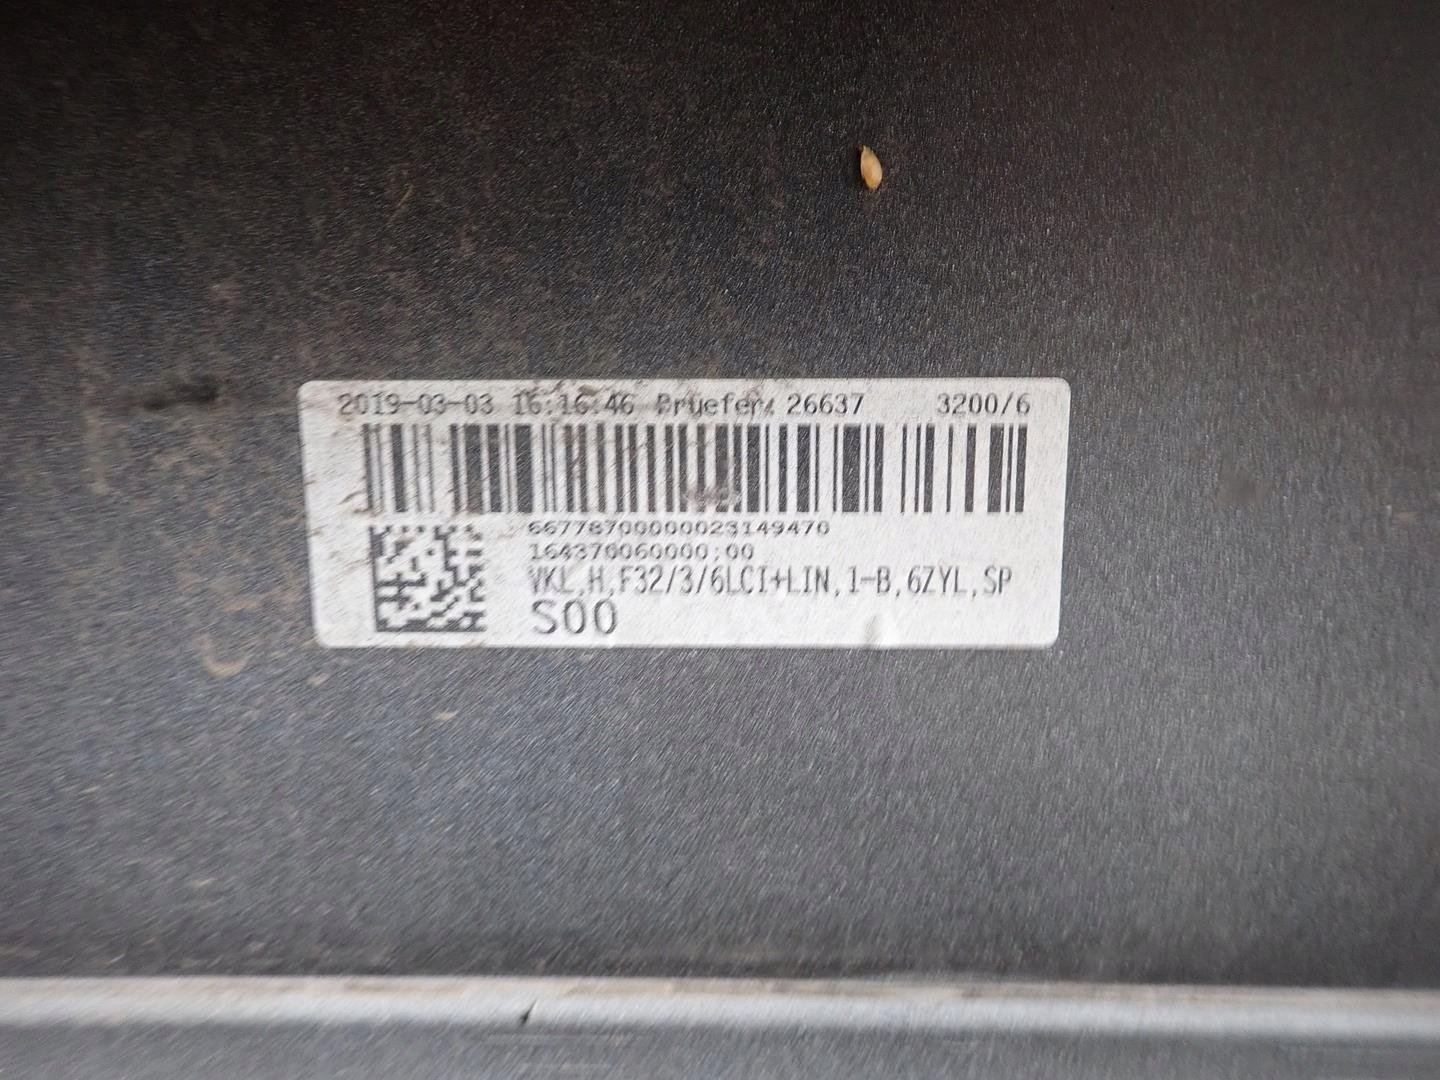 2019-03-03 16:16:46 Pruefer: 26637 3200/6
66778700000023149470
164370060000;00
VKL,H,F32/3/6LCI+LIN,1-B,6ZYL,SP
S00